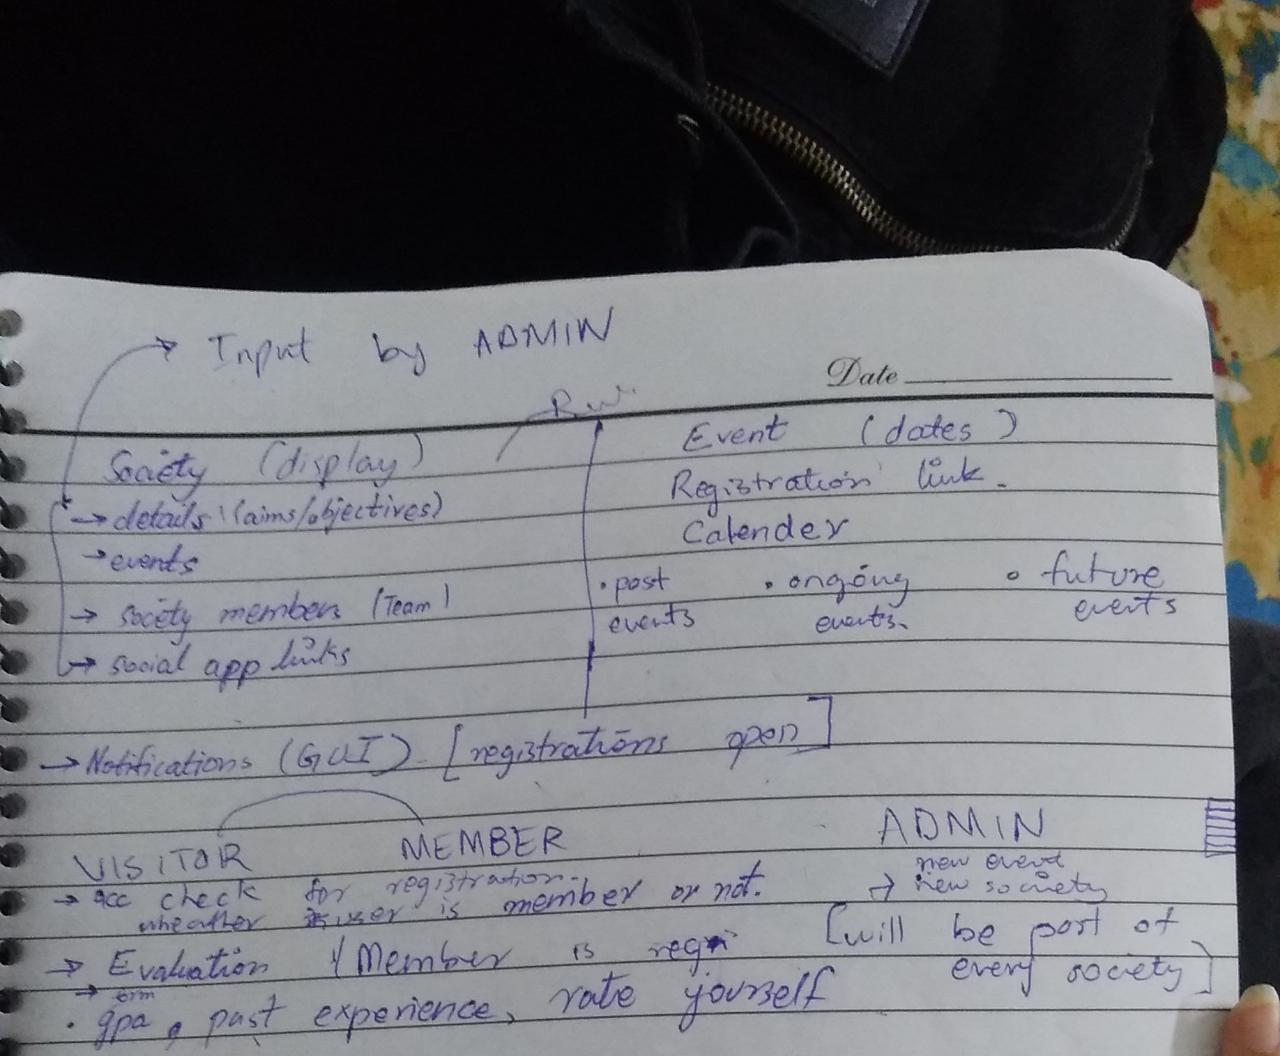 → Input by ADMIN
Date
Society (display)
→ details (aims/objectives)
→ events
→ society members (Team)
→ social app links
Event (dates)
Registration link.
Calender
• past events
• ongoing events.
• future events
→ Notifications (GUI). [registrations open]
VISITOR MEMBER
→ acc check for registration.
wheather user is member or not.
→ Evaluation Member is
→ form
• gpa, past experience, rate yourself
ADMIN
new event
→ new society
[will be part of
every society]